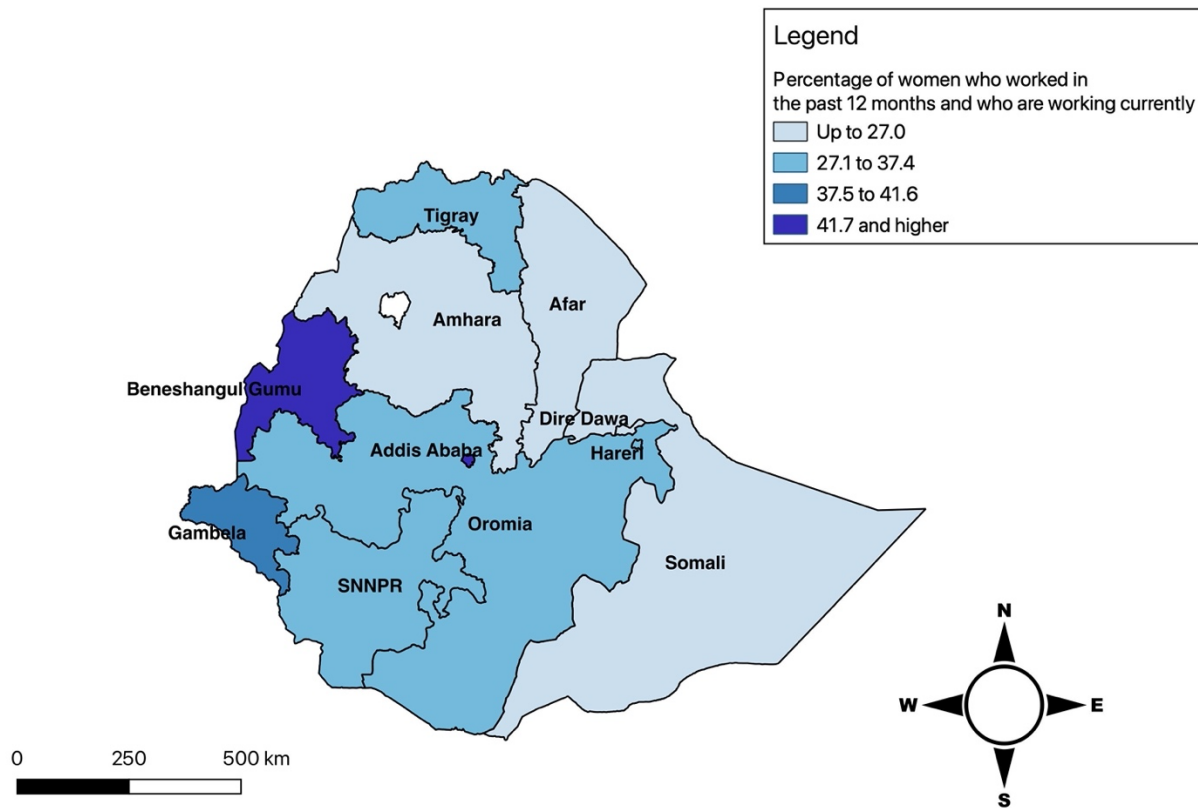 Legend
Percentage of women who worked in
the past 12 months and who are working currently
Up to 27.0
27.1 to 37.4
37.5 to 41.6
41.7 and higher
Tigray
Afar
Amhara
Beneshangul Gumu
Dire Dawa
Addis Ababa
Harerl
Oromia
Gambela
Somali
SNNPR
N
W
E
S
0 250 500 km